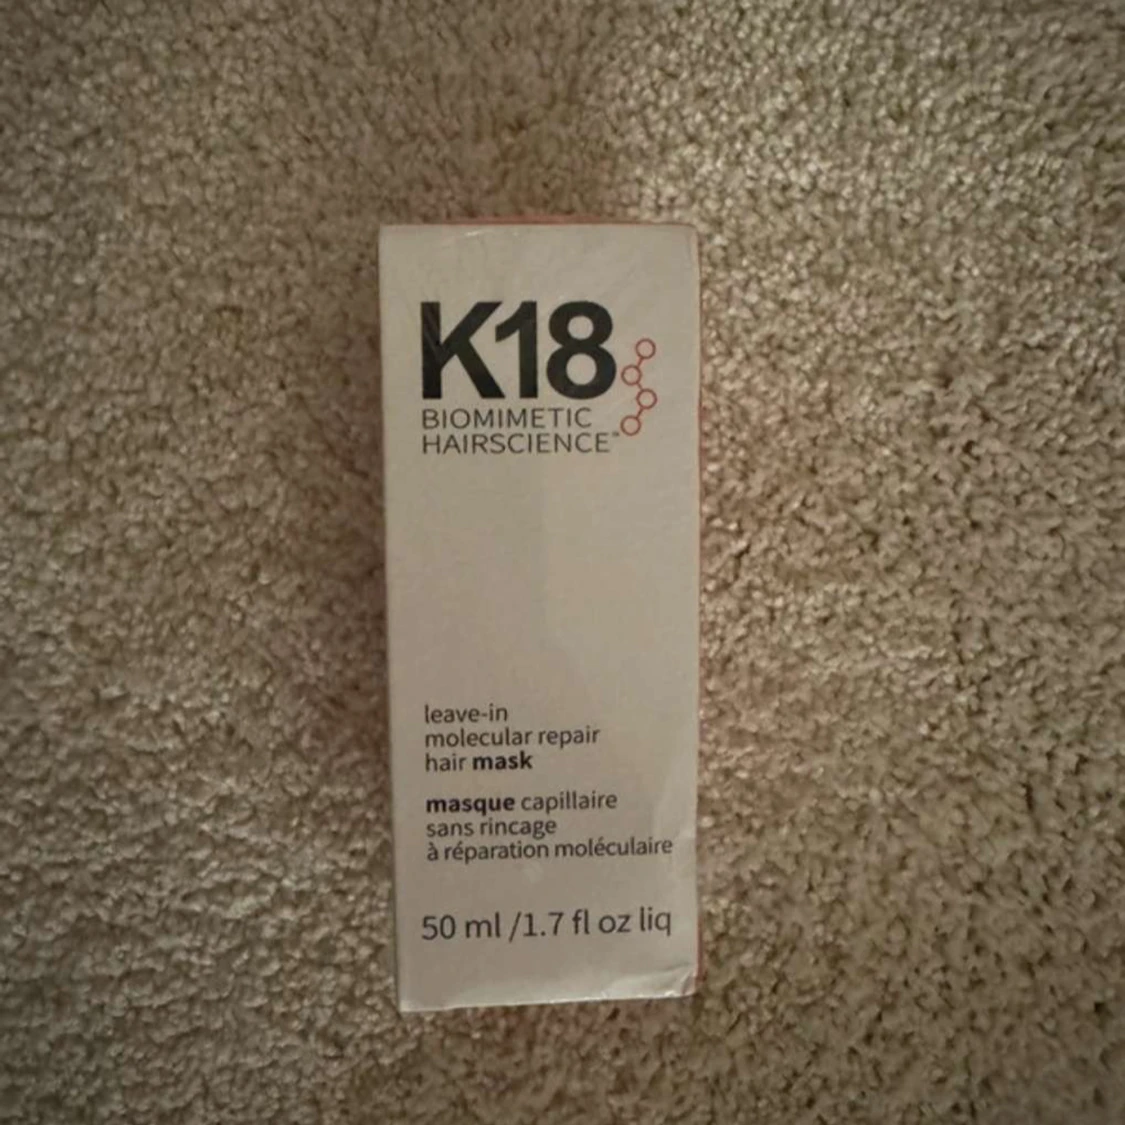 K18
BIOMIMETIC
HAIRSCIENCE™
leave-in
molecular repair
hair mask
masque capillaire
sans rincage
à réparation moléculaire
50 ml /1.7 fl oz liq